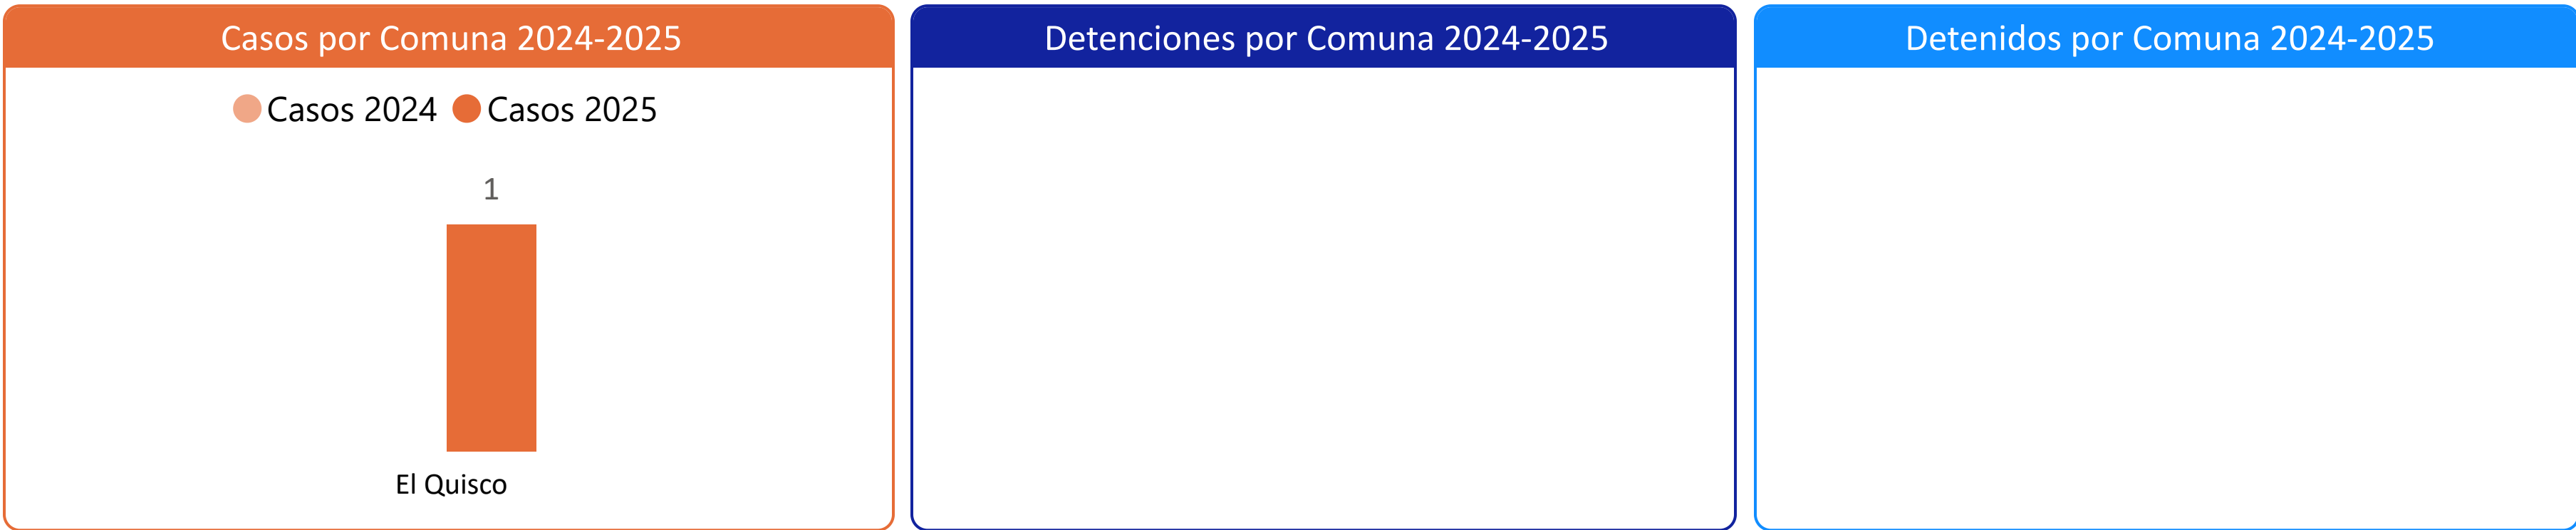 Casos por Comuna 2024-2025
Casos 2024 Casos 2025
1
El Quisco
Detenciones por Comuna 2024-2025
Detenidos por Comuna 2024-2025